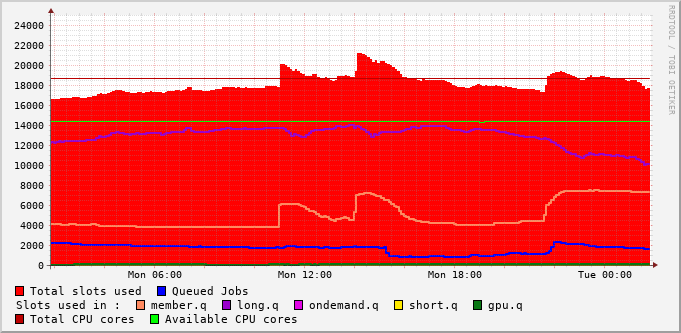 24000
22000
20000
18000
16000
14000
12000
10000
8000
6000
4000
2000
0
Mon 06:00 Mon 12:00 Mon 18:00 Tue 00:00
RRDTOOL / TOBI OETIKER
Total slots used Queued Jobs
Slots used in : member.q long.q ondemand.q short.q gpu.q
Total CPU cores Available CPU cores